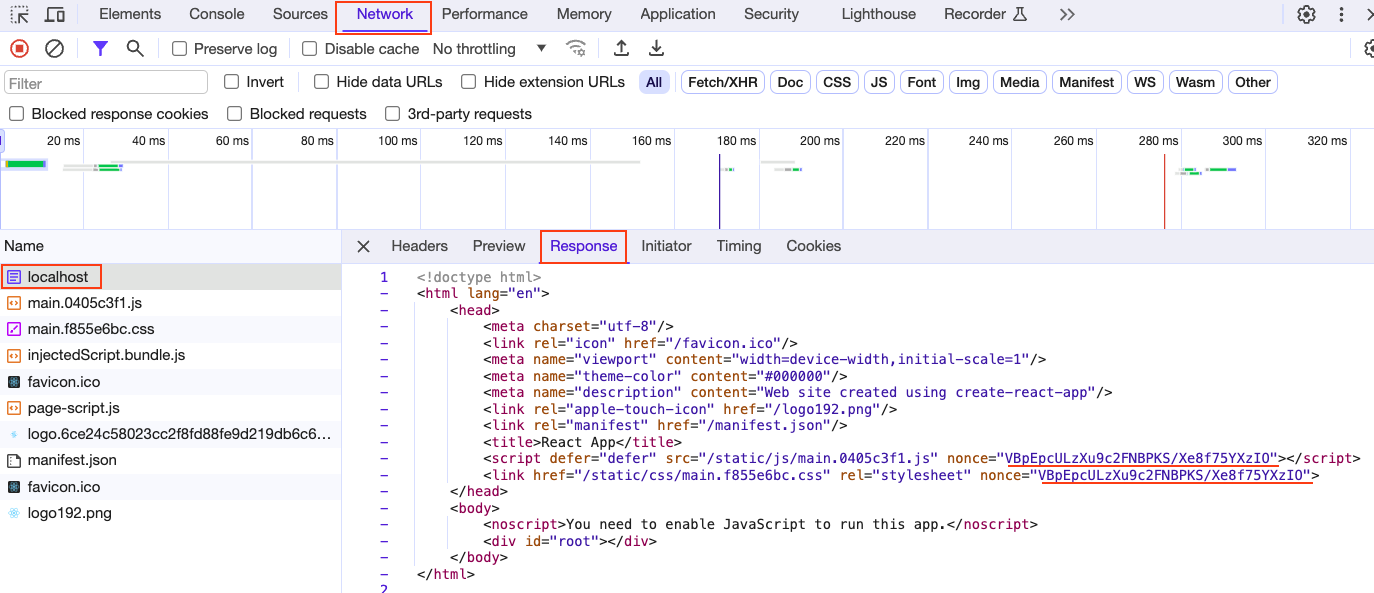 Elements Console Sources Network Performance Memory Application Security Lighthouse Recorder
Preserve log Disable cache No throttling
Filter Invert Hide data URLs Hide extension URLs All Fetch/XHR Doc CSS JS Font Img Media Manifest WS Wasm Other
Blocked response cookies Blocked requests 3rd-party requests
20 ms 40 ms 60 ms 80 ms 100 ms 120 ms 140 ms 160 ms 180 ms 200 ms 220 ms 240 ms 260 ms 280 ms 300 ms 320 ms
Name
localhost
main.0405c3f1.js
main.f855e6bc.css
injectedScript.bundle.js
favicon.ico
page-script.js
logo.6ce24c58023cc2f8fd88fe9d219db6c6...
manifest.json
favicon.ico
logo192.png
Headers Preview Response Initiator Timing Cookies
1 <!doctype html>
– <html lang="en">
– <head>
– <meta charset="utf-8"/>
– <link rel="icon" href="/favicon.ico"/>
– <meta name="viewport" content="width=device-width,initial-scale=1"/>
– <meta name="theme-color" content="#000000"/>
– <meta name="description" content="Web site created using create-react-app"/>
– <link rel="apple-touch-icon" href="/logo192.png"/>
– <link rel="manifest" href="/manifest.json"/>
– <title>React App</title>
– <script defer="defer" src="/static/js/main.0405c3f1.js" nonce="VBpEpcULzXu9c2FNBPKS/Xe8f75YXzIO"></script>
– <link href="/static/css/main.f855e6bc.css" rel="stylesheet" nonce="VBpEpcULzXu9c2FNBPKS/Xe8f75YXzIO">
– </head>
– <body>
– <noscript>You need to enable JavaScript to run this app.</noscript>
– <div id="root"></div>
– </body>
– </html>
2